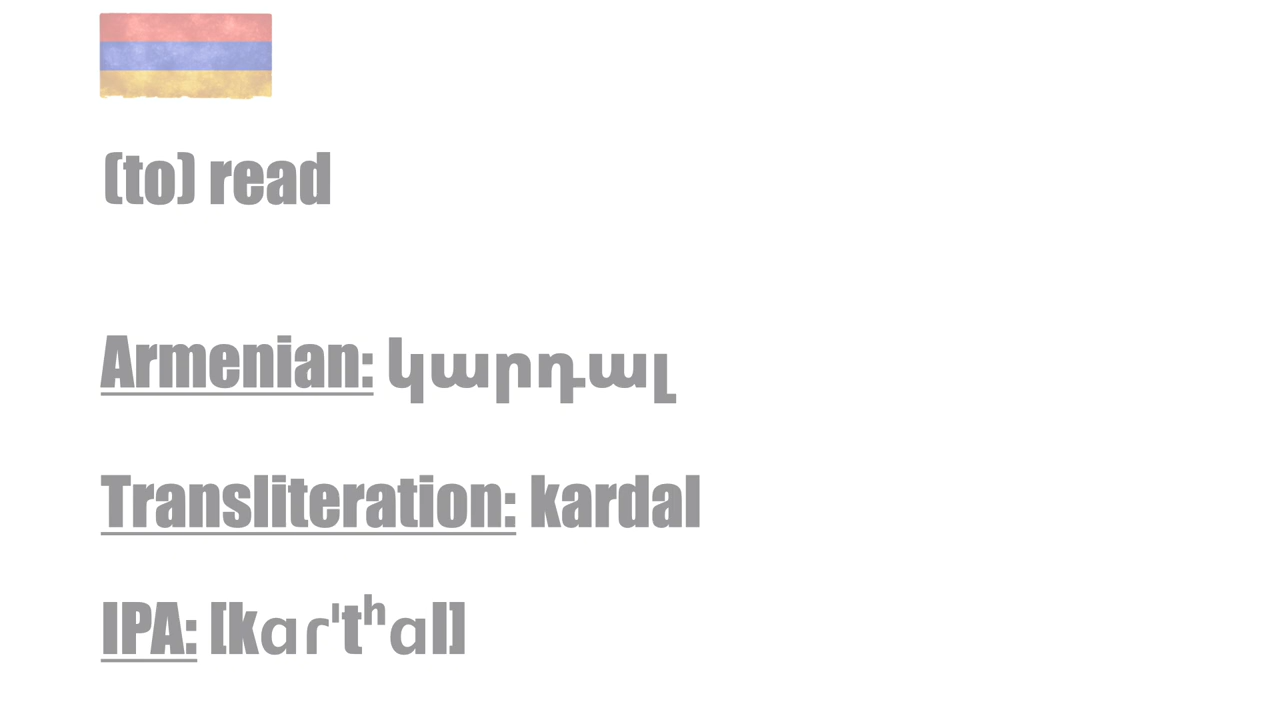 (to) read
Armenian: կարդալ
Transliteration: kardal
IPA: [kɑɾˈtʰɑl]